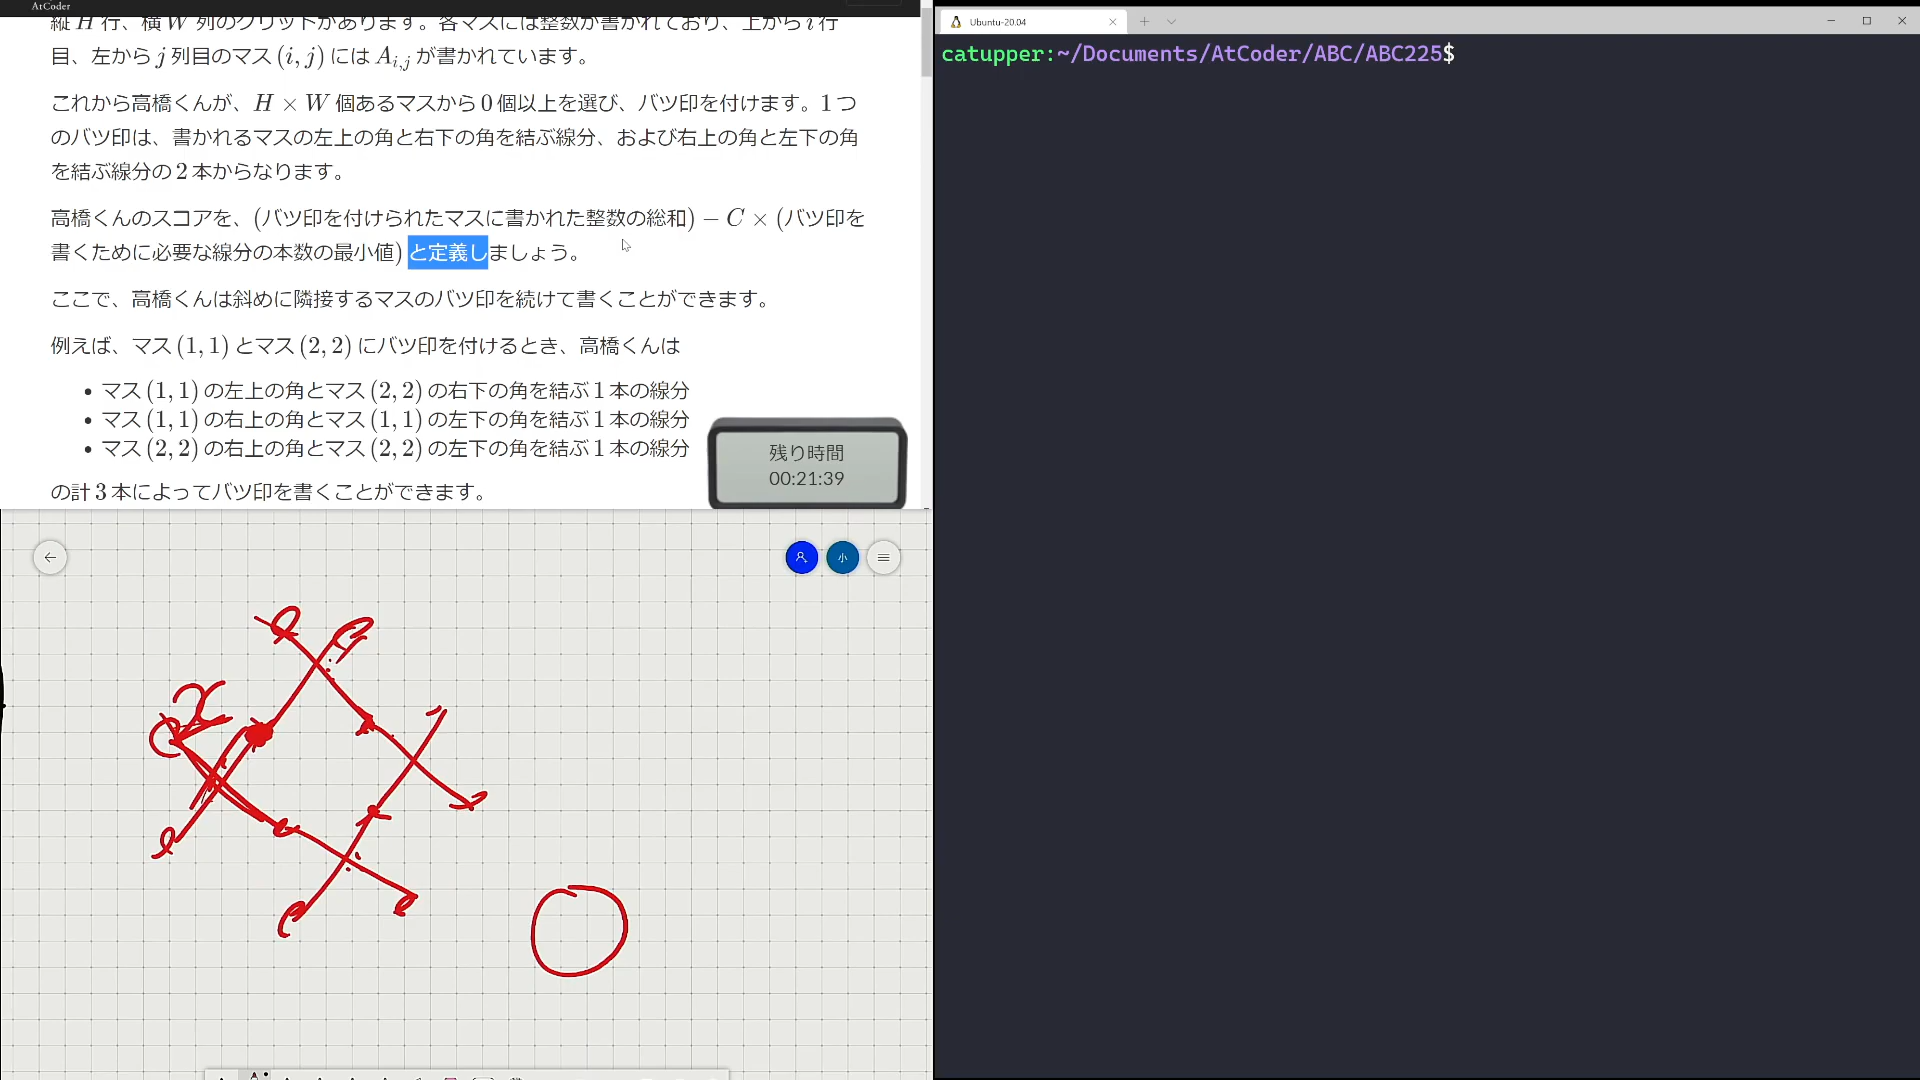 AtCoder
縦 H 行、横 W 列のグリッドがあります。各マスには整数が書かれており、上から i 行
目、左から j 列目のマス (i, j) には A_{i,j} が書かれています。
これから高橋くんが、H × W 個あるマスから 0 個以上を選び、バツ印を付けます。1 つ
のバツ印は、書かれるマスの左上の角と右下の角を結ぶ線分、および右上の角と左下の角
を結ぶ線分の 2 本からなります。
高橋くんのスコアを、(バツ印を付けられたマスに書かれた整数の総和) − C × (バツ印を
書くために必要な線分の本数の最小値) と定義しましょう。
ここで、高橋くんは斜めに隣接するマスのバツ印を続けて書くことができます。
例えば、マス (1, 1) とマス (2, 2) にバツ印を付けるとき、高橋くんは
• マス (1, 1) の左上の角とマス (2, 2) の右下の角を結ぶ 1 本の線分
• マス (1, 1) の右上の角とマス (1, 1) の左下の角を結ぶ 1 本の線分
• マス (2, 2) の右上の角とマス (2, 2) の左下の角を結ぶ 1 本の線分
の計 3 本によってバツ印を書くことができます。
残り時間
00:21:39
小
Ubuntu-20.04
catupper:~/Documents/AtCoder/ABC/ABC225$